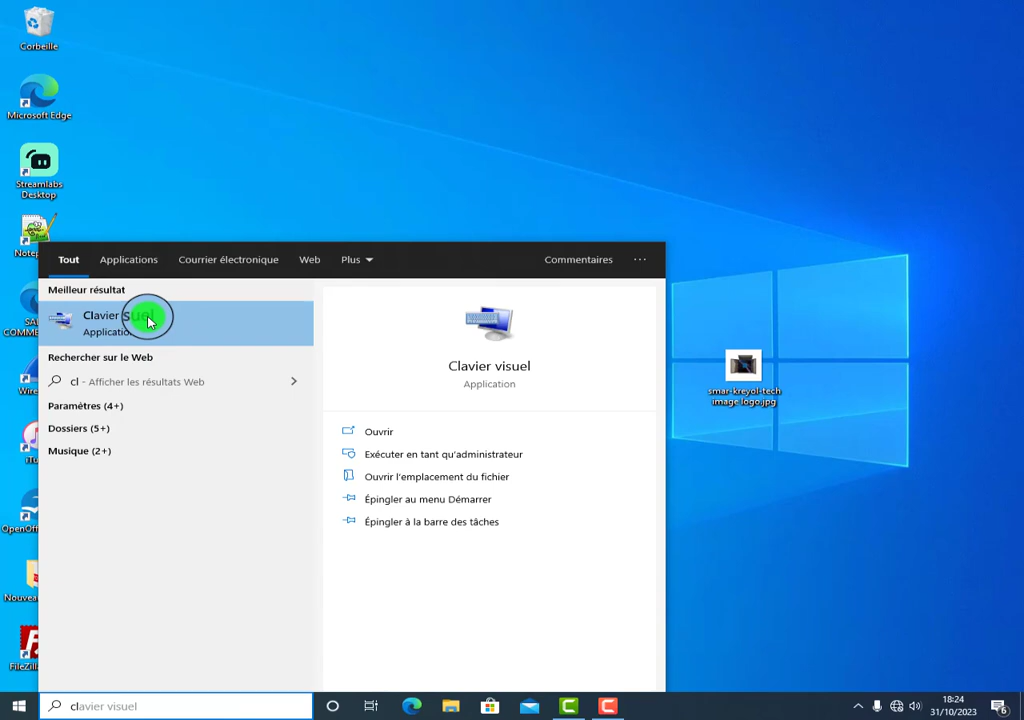 Corbeille
Microsoft Edge
Streamlabs
Desktop
Tout
Applications
Courrier électronique
Web
Plus
Commentaires
Meilleur résultat
Clavier
Rechercher sur le Web
cl - Afficher les résultats Web
Paramètres (4+)
Dossiers (5+)
Musique (2+)
Clavier visuel
Application
Ouvrir
Exécuter en tant qu'administrateur
Ouvrir l'emplacement du fichier
Épingler au menu Démarrer
Épingler à la barre des tâches
smar-kreyol-tech
image logo.jpg
clavier visuel
18:24
31/10/2023
6